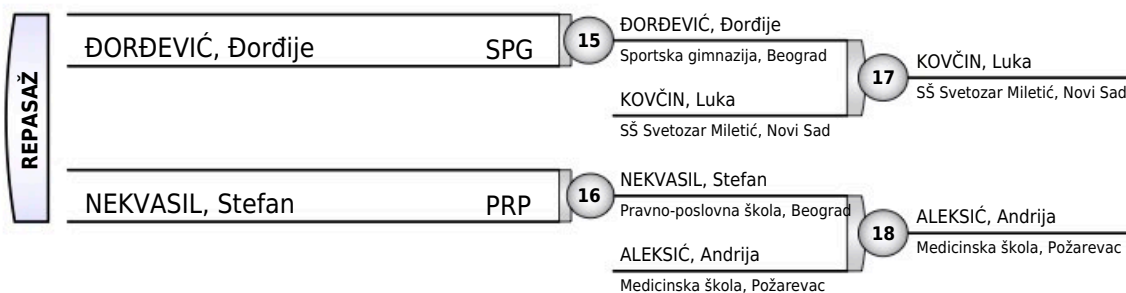 REPASAŽ
ĐORĐEVIĆ, Đorđije SPG
15
ĐORĐEVIĆ, Đorđije
Sportska gimnazija, Beograd
KOVČIN, Luka
SŠ Svetozar Miletić, Novi Sad
17
KOVČIN, Luka
SŠ Svetozar Miletić, Novi Sad
NEKVASIL, Stefan PRP
16
NEKVASIL, Stefan
Pravno-poslovna škola, Beograd
ALEKSIĆ, Andrija
Medicinska škola, Požarevac
18
ALEKSIĆ, Andrija
Medicinska škola, Požarevac